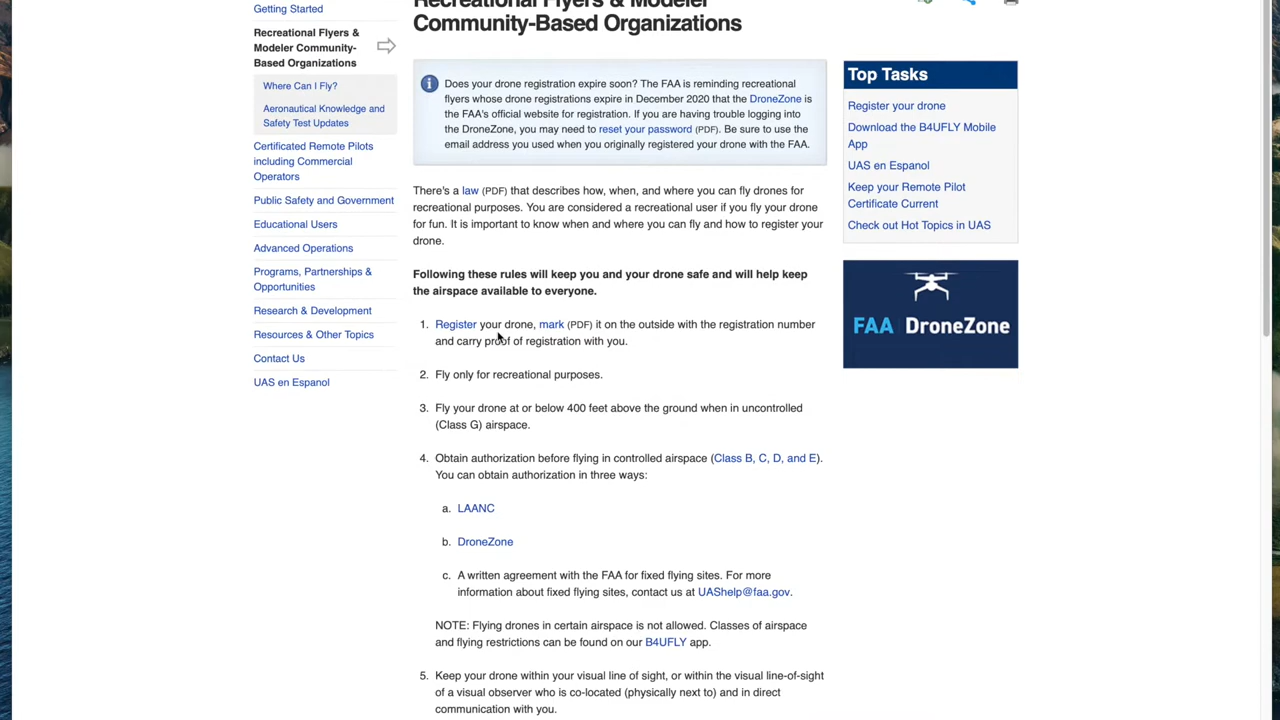 Getting Started
Recreational Flyers &
Modeler Community-
Based Organizations
Where Can I Fly?
Aeronautical Knowledge and
Safety Test Updates
Certificated Remote Pilots
including Commercial
Operators
Public Safety and Government
Educational Users
Advanced Operations
Programs, Partnerships &
Opportunities
Research & Development
Resources & Other Topics
Contact Us
UAS en Espanol
Recreational Flyers & Modeler
Community-Based Organizations
Does your drone registration expire soon? The FAA is reminding recreational
flyers whose drone registrations expire in December 2020 that the DroneZone is
the FAA's official website for registration. If you are having trouble logging into
the DroneZone, you may need to reset your password (PDF). Be sure to use the
email address you used when you originally registered your drone with the FAA.
There's a law (PDF) that describes how, when, and where you can fly drones for
recreational purposes. You are considered a recreational user if you fly your drone
for fun. It is important to know when and where you can fly and how to register your
drone.
Following these rules will keep you and your drone safe and will help keep
the airspace available to everyone.
1. Register your drone, mark (PDF) it on the outside with the registration number
and carry proof of registration with you.
2. Fly only for recreational purposes.
3. Fly your drone at or below 400 feet above the ground when in uncontrolled
(Class G) airspace.
4. Obtain authorization before flying in controlled airspace (Class B, C, D, and E).
You can obtain authorization in three ways:
a. LAANC
b. DroneZone
c. A written agreement with the FAA for fixed flying sites. For more
information about fixed flying sites, contact us at UAShelp@faa.gov.
NOTE: Flying drones in certain airspace is not allowed. Classes of airspace
and flying restrictions can be found on our B4UFLY app.
5. Keep your drone within your visual line of sight, or within the visual line-of-sight
of a visual observer who is co-located (physically next to) and in direct
communication with you.
Top Tasks
Register your drone
Download the B4UFLY Mobile
App
UAS en Espanol
Keep your Remote Pilot
Certificate Current
Check out Hot Topics in UAS
FAA DroneZone